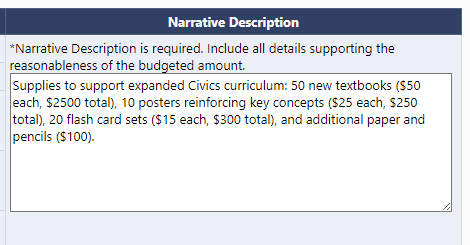 Narrative Description
*Narrative Description is required. Include all details supporting the
reasonableness of the budgeted amount.
Supplies to support expanded Civics curriculum: 50 new textbooks ($50
each, $2500 total), 10 posters reinforcing key concepts ($25 each, $250
total), 20 flash card sets ($15 each, $300 total), and additional paper and
pencils ($100).